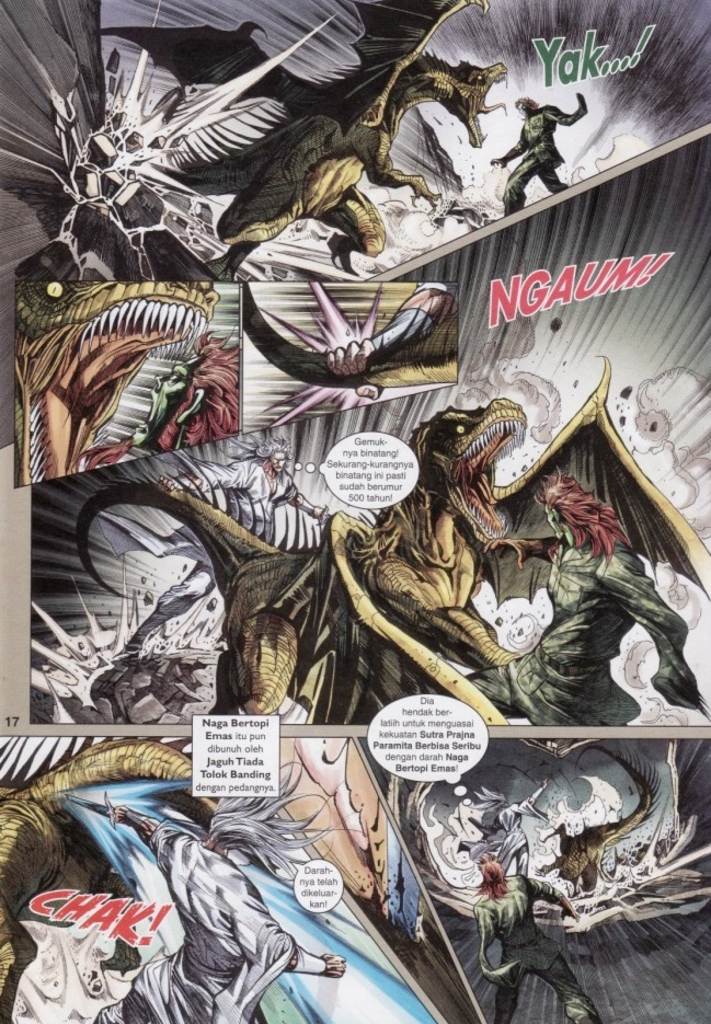 Yak....!
NGAUM!
Gemuk-
nya binatang!
Sekurang-kurangnya
binatang ini pasti
sudah berumur
500 tahun!
17
Naga Bertopi
Emas itu pun
dibunuh oleh
Jaguh Tiada
Tolok Banding
dengan pedangnya.
Dia
hendak ber-
latih untuk menguasai
kekuatan Sutra Prajna
Paramita Berbisa Seribu
dengan darah Naga
Bertopi Emas!
CHAK!
Darah-
nya telah
dikeluar-
kan!